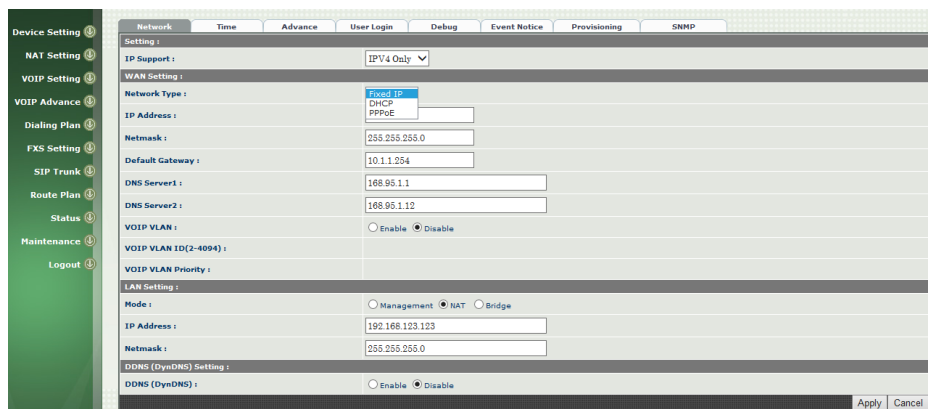 Device Setting
NAT Setting
VOIP Setting
VOIP Advance
Dialing Plan
FXS Setting
SIP Trunk
Route Plan
Status
Maintenance
Logout
Network Time Advance User Login Debug Event Notice Provisioning SNMP
Setting :
IP Support : IPV4 Only
WAN Setting :
Network Type : Fixed IP
DHCP
PPPoE
IP Address :
Netmask : 255.255.255.0
Default Gateway : 10.1.1.254
DNS Server1 : 168.95.1.1
DNS Server2 : 168.95.1.12
VOIP VLAN : Enable Disable
VOIP VLAN ID(2-4094) :
VOIP VLAN Priority :
LAN Setting :
Mode : Management NAT Bridge
IP Address : 192.168.123.123
Netmask : 255.255.255.0
DDNS (DynDNS) Setting :
DDNS (DynDNS) : Enable Disable
Apply Cancel